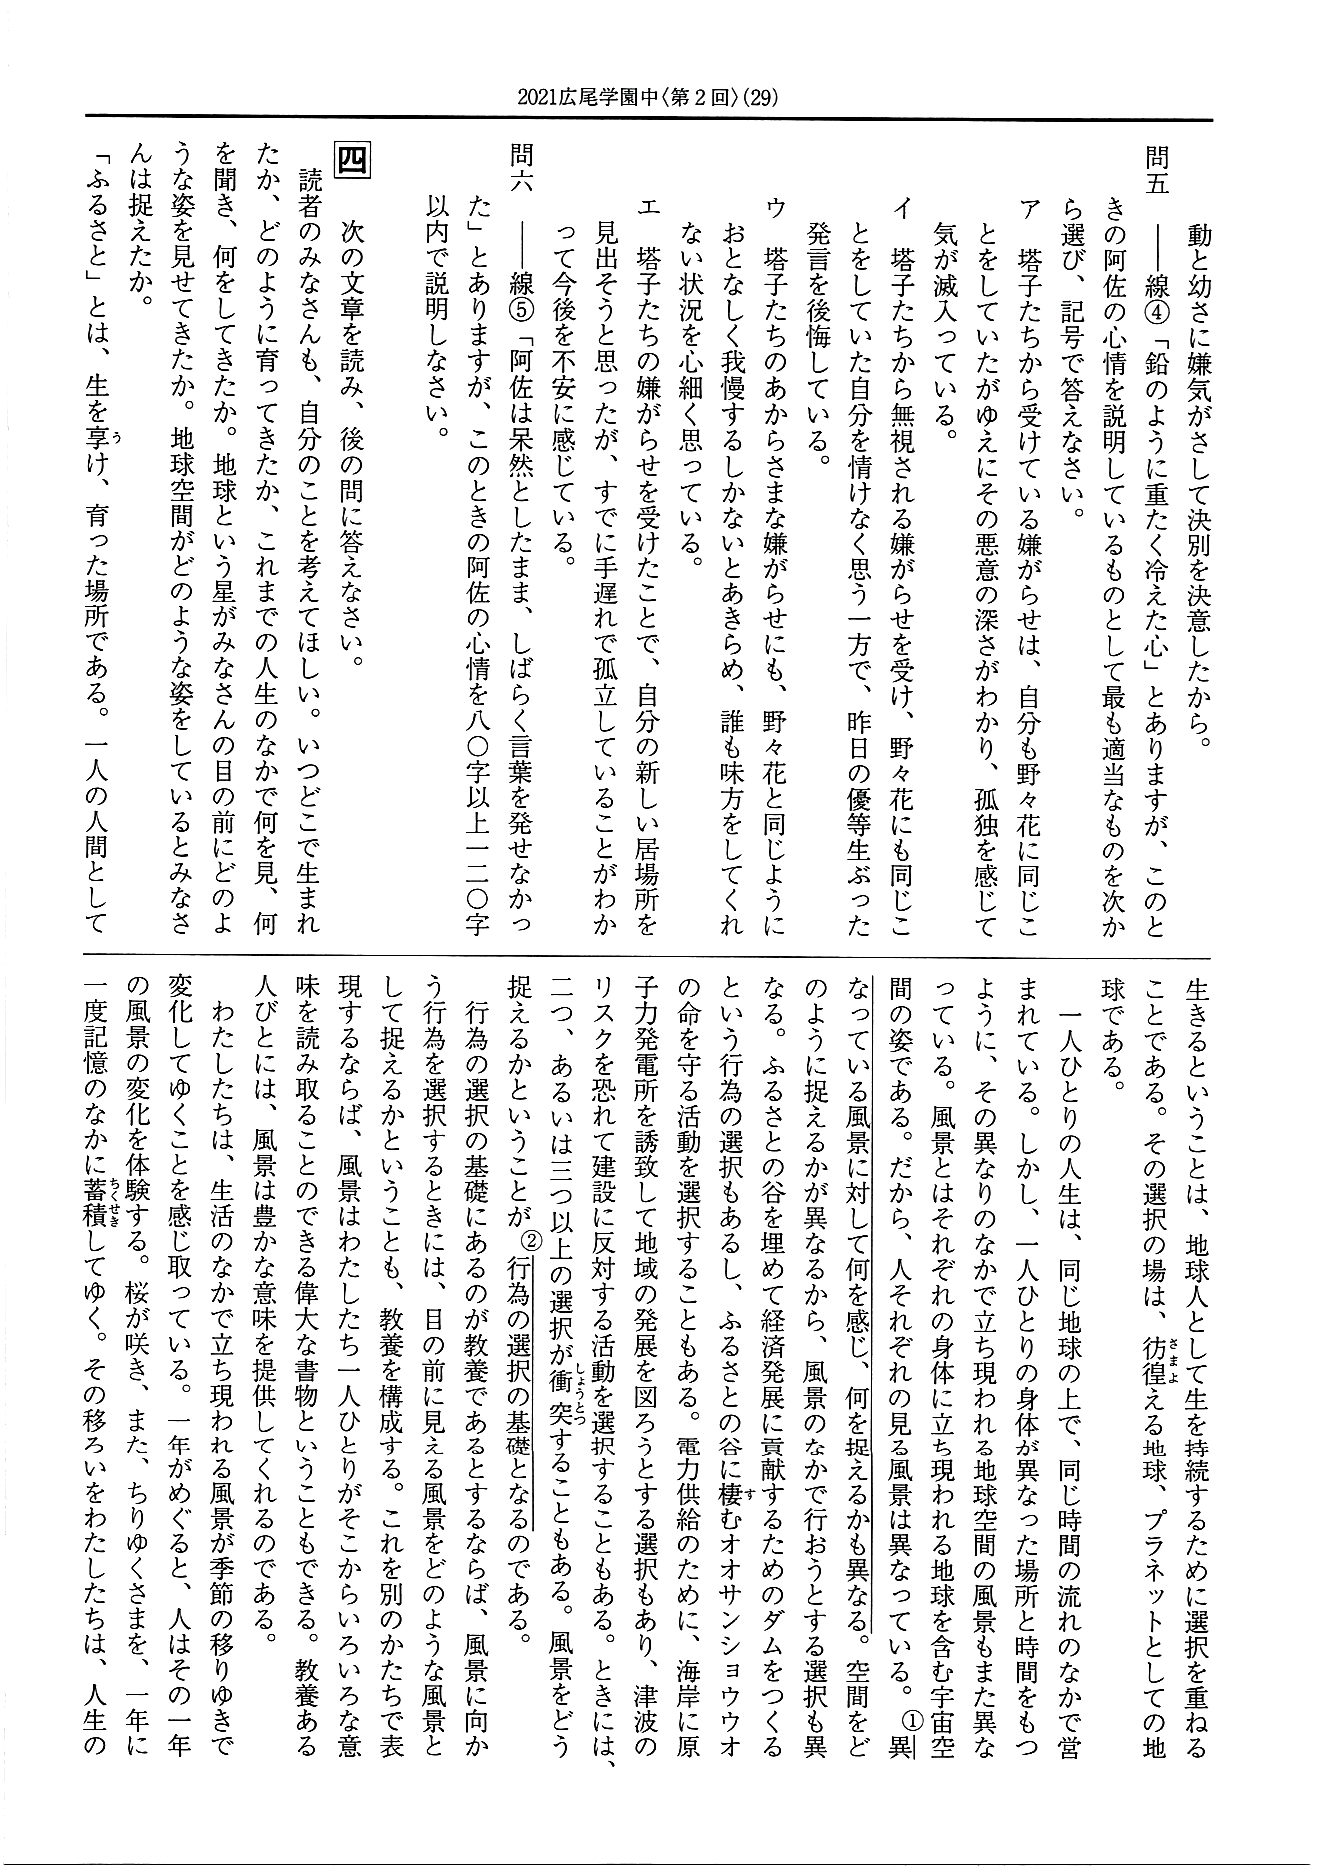 2021広尾学園中〈第2回〉(29)
動と幼さに嫌気がさして決別を決意したから。
問五 ――線④「鉛のように重たく冷えた心」とありますが、このと
きの阿佐の心情を説明しているものとして最も適当なものを次か
ら選び、記号で答えなさい。
ア 塔子たちから受けている嫌がらせは、自分も野々花に同じこ
とをしていたがゆえにその悪意の深さがわかり、孤独を感じて
気が滅入っている。
イ 塔子たちから無視される嫌がらせを受け、野々花にも同じこ
とをしていた自分を情けなく思う一方で、昨日の優等生ぶった
発言を後悔している。
ウ 塔子たちのあからさまな嫌がらせにも、野々花と同じように
おとなしく我慢するしかないとあきらめ、誰も味方をしてくれ
ない状況を心細く思っている。
エ 塔子たちの嫌がらせを受けたことで、自分の新しい居場所を
見出そうと思ったが、すでに手遅れで孤立していることがわか
って今後を不安に感じている。
問六 ――線⑤「阿佐は呆然としたまま、しばらく言葉を発せなかっ
た」とありますが、このときの阿佐の心情を八〇字以上一二〇字
以内で説明しなさい。
四 次の文章を読み、後の問に答えなさい。
読者のみなさんも、自分のことを考えてほしい。いつどこで生まれ
たか、どのように育ってきたか、これまでの人生のなかで何を見、何
を聞き、何をしてきたか。地球という星がみなさんの目の前にどのよ
うな姿を見せてきたか。地球空間がどのような姿をしているとみなさ
んは捉えたか。
「ふるさと」とは、生を享うけ、育った場所である。一人の人間として
生きるということは、地球人として生を持続するために選択を重ねる
ことである。その選択の場は、彷徨さまよえる地球、プラネットとしての地
球である。
一人ひとりの人生は、同じ地球の上で、同じ時間の流れのなかで営
まれている。しかし、一人ひとりの身体が異なった場所と時間をもつ
ように、その異なりのなかで立ち現われる地球空間の風景もまた異な
っている。風景とはそれぞれの身体に立ち現われる地球を含む宇宙空
間の姿である。だから、人それぞれの見る風景は異なっている。①異
なっている風景に対して何を感じ、何を捉えるかも異なる。空間をど
のように捉えるかが異なるから、風景のなかで行おうとする選択も異
なる。ふるさとの谷を埋めて経済発展に貢献するためのダムをつくる
という行為の選択もあるし、ふるさとの谷に棲すむオオサンショウウオ
の命を守る活動を選択することもある。電力供給のために、海岸に原
子力発電所を誘致して地域の発展を図ろうとする選択もあり、津波の
リスクを恐れて建設に反対する活動を選択することもある。ときには、
二つ、あるいは三つ以上の選択が衝突しょうとつすることもある。風景をどう
捉えるかということが②行為の選択の基礎となるのである。
行為の選択の基礎にあるのが教養であるとするならば、風景に向か
う行為を選択するときには、目の前に見える風景をどのような風景と
して捉えるかということも、教養を構成する。これを別のかたちで表
現するならば、風景はわたしたち一人ひとりがそこからいろいろな意
味を読み取ることのできる偉大な書物ということもできる。教養ある
人びとには、風景は豊かな意味を提供してくれるのである。
わたしたちは、生活のなかで立ち現われる風景が季節の移りゆきで
変化してゆくことを感じ取っている。一年がめぐると、人はその一年
の風景の変化を体験する。桜が咲き、また、ちりゆくさまを、一年に
一度記憶のなかに蓄積ちくせきしてゆく。その移ろいをわたしたちは、人生の